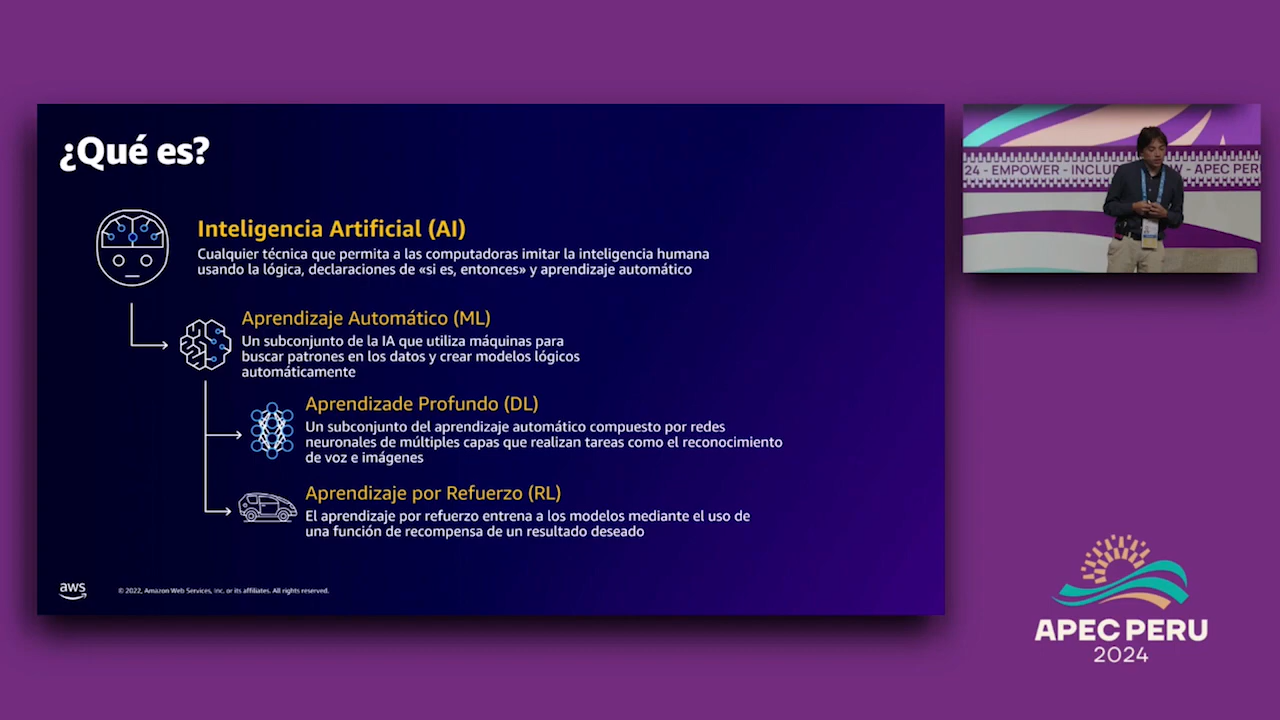 ¿Qué es?
Inteligencia Artificial (AI)
Cualquier técnica que permita a las computadoras imitar la inteligencia humana
usando la lógica, declaraciones de «si es, entonces» y aprendizaje automático
Aprendizaje Automático (ML)
Un subconjunto de la IA que utiliza máquinas para
buscar patrones en los datos y crear modelos lógicos
automáticamente
Aprendizade Profundo (DL)
Un subconjunto del aprendizaje automático compuesto por redes
neuronales de múltiples capas que realizan tareas como el reconocimiento
de voz e imágenes
Aprendizaje por Refuerzo (RL)
El aprendizaje por refuerzo entrena a los modelos mediante el uso de
una función de recompensa de un resultado deseado
aws
© 2022, Amazon Web Services, Inc. or its affiliates. All rights reserved.
24 - EMPOWER - INCLU W - APEC PER
APEC PERU
2024